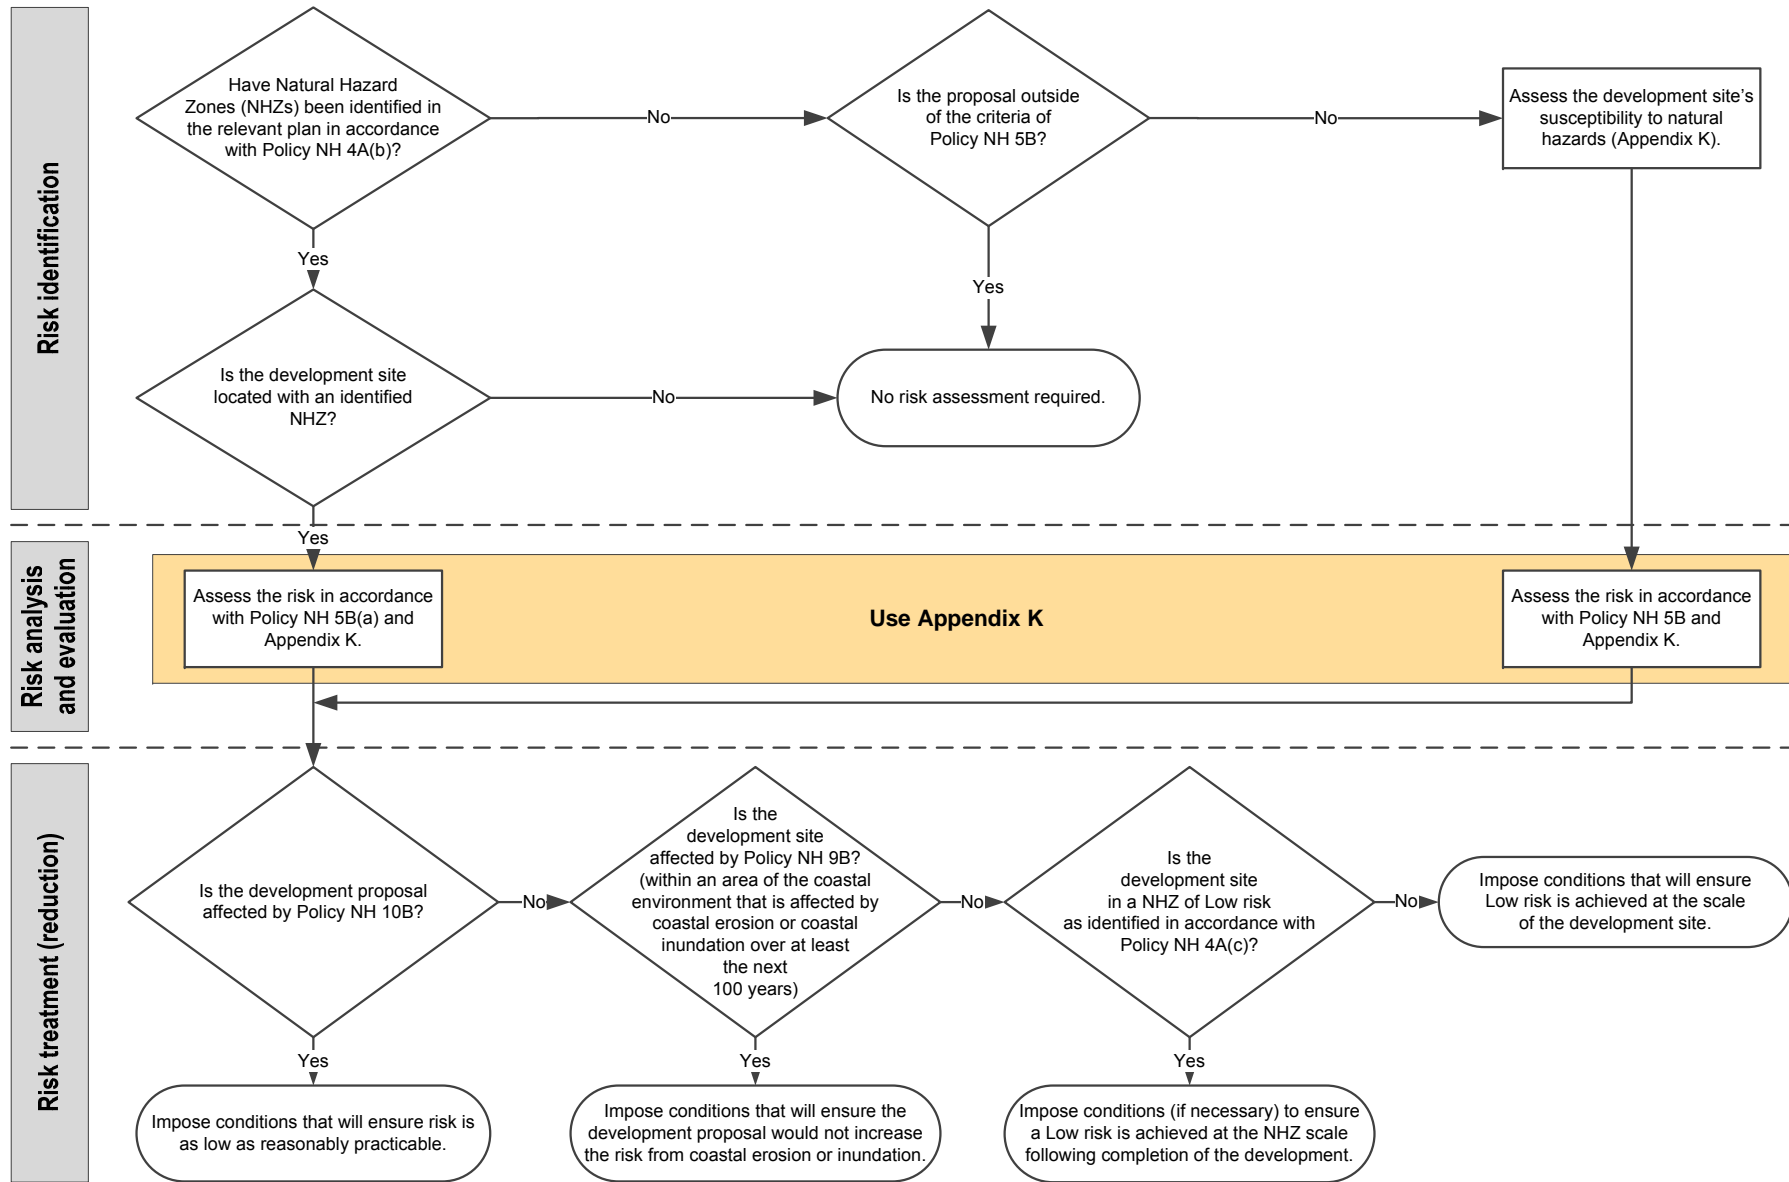 Risk identification
Have Natural Hazard
Zones (NHZs) been identified in
the relevant plan in accordance
with Policy NH 4A(b)?
No
Is the proposal outside
of the criteria of
Policy NH 5B?
No
Assess the development site's
susceptibility to natural
hazards (Appendix K).
Yes
Yes
Is the development site
located with an identified
NHZ?
No
No risk assessment required.
Yes
Risk analysis
and evaluation
Assess the risk in accordance
with Policy NH 5B(a) and
Appendix K.
Use Appendix K
Assess the risk in accordance
with Policy NH 5B and
Appendix K.
Risk treatment (reduction)
Is the development proposal
affected by Policy NH 10B?
No
Is the
development site
affected by Policy NH 9B?
(within an area of the coastal
environment that is affected by
coastal erosion or coastal
inundation over at least
the next
100 years)
No
Is the
development site
in a NHZ of Low risk
as identified in accordance with
Policy NH 4A(c)?
No
Impose conditions that will ensure
Low risk is achieved at the scale
of the development site.
Yes
Yes
Yes
Impose conditions that will ensure risk is
as low as reasonably practicable.
Impose conditions that will ensure the
development proposal would not increase
the risk from coastal erosion or inundation.
Impose conditions (if necessary) to ensure
a Low risk is achieved at the NHZ scale
following completion of the development.